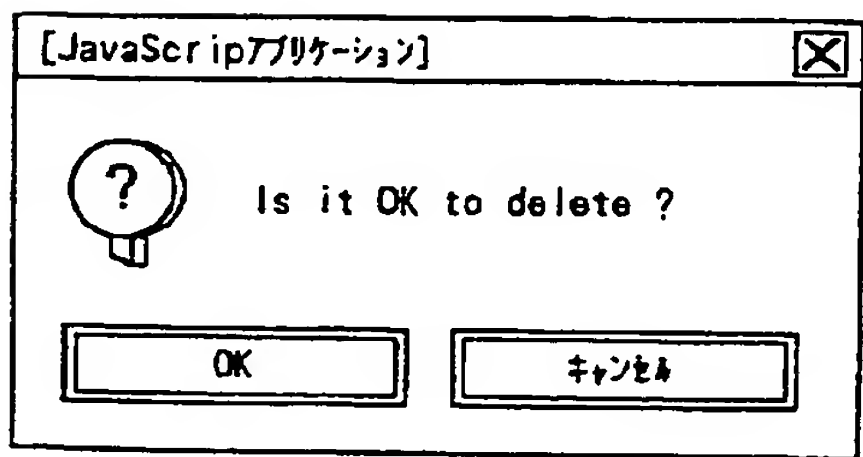 [JavaScripｱﾌﾟﾘｹｰｼｮﾝ]
?
Is it OK to delete ?
OK ｷｬﾝｾﾙ